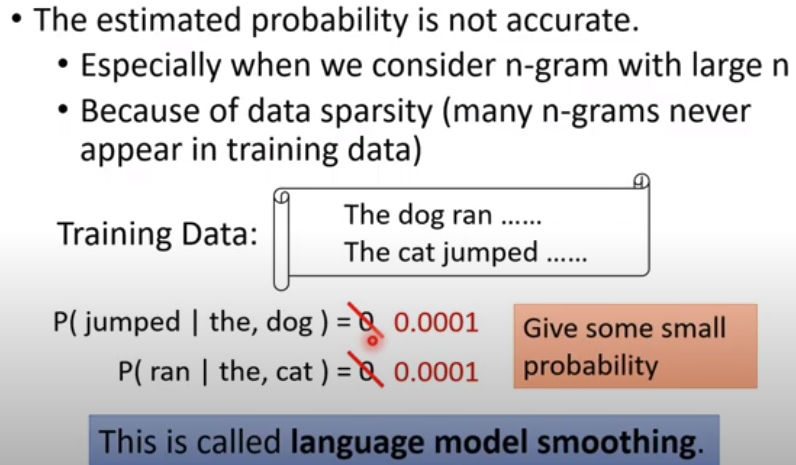 • The estimated probability is not accurate.
• Especially when we consider n-gram with large n
• Because of data sparsity (many n-grams never
appear in training data)
Training Data:
The dog ran ......
The cat jumped ......
P( jumped | the, dog ) = 0 0.0001
P( ran | the, cat ) = 0 0.0001
Give some small
probability
This is called language model smoothing.